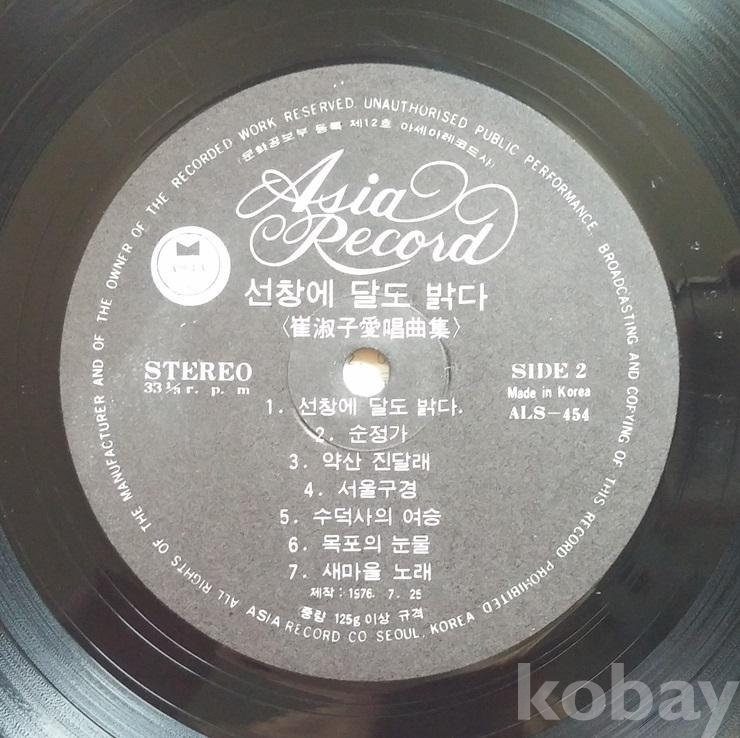 ALL RIGHTS OF THE MANUFACTURER AND OF THE OWNER OF THE RECORDED WORK RESERVED. UNAUTHORISED PUBLIC PERFORMANCE. BROADCASTING AND COPYING OF THIS RECORD PROHIBITED
(문화공보부 등록 제12호 아세아레코드사)
Asia
Record
ASIA
선창에 달도 밝다
〈崔淑子愛唱曲集〉
STEREO
33⅓ r. p. m
SIDE 2
Made in Korea
ALS-454
1. 선창에 달도 밝다.
2. 순정가
3. 약산 진달래
4. 서울구경
5. 수덕사의 여승
6. 목포의 눈물
7. 새마을 노래
제작 : 1976. 7. 25
중량 125g 이상 규격
ASIA RECORD CO SEOUL, KOREA
kobay